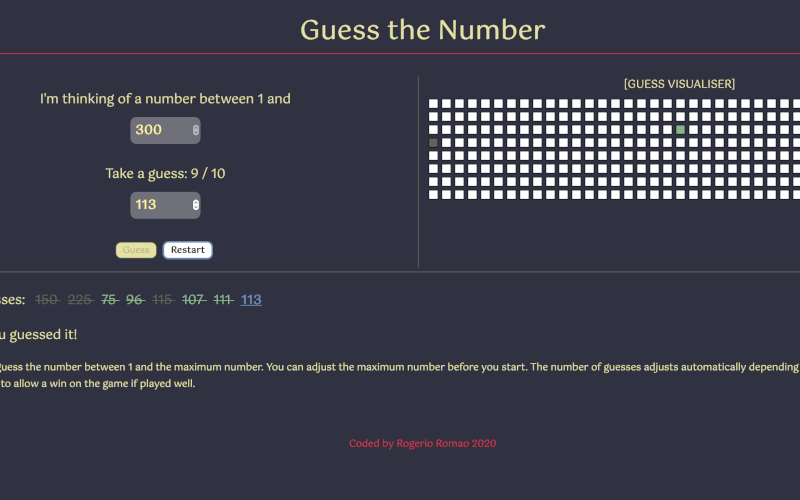 Guess the Number
I'm thinking of a number between 1 and
300
Take a guess: 9 / 10
113
Guess Restart
[GUESS VISUALISER]
sses: 150 225 75 96 115 107 111 113
u guessed it!
uess the number between 1 and the maximum number. You can adjust the maximum number before you start. The number of guesses adjusts automatically depending
to allow a win on the game if played well.
Coded by Rogerio Romao 2020